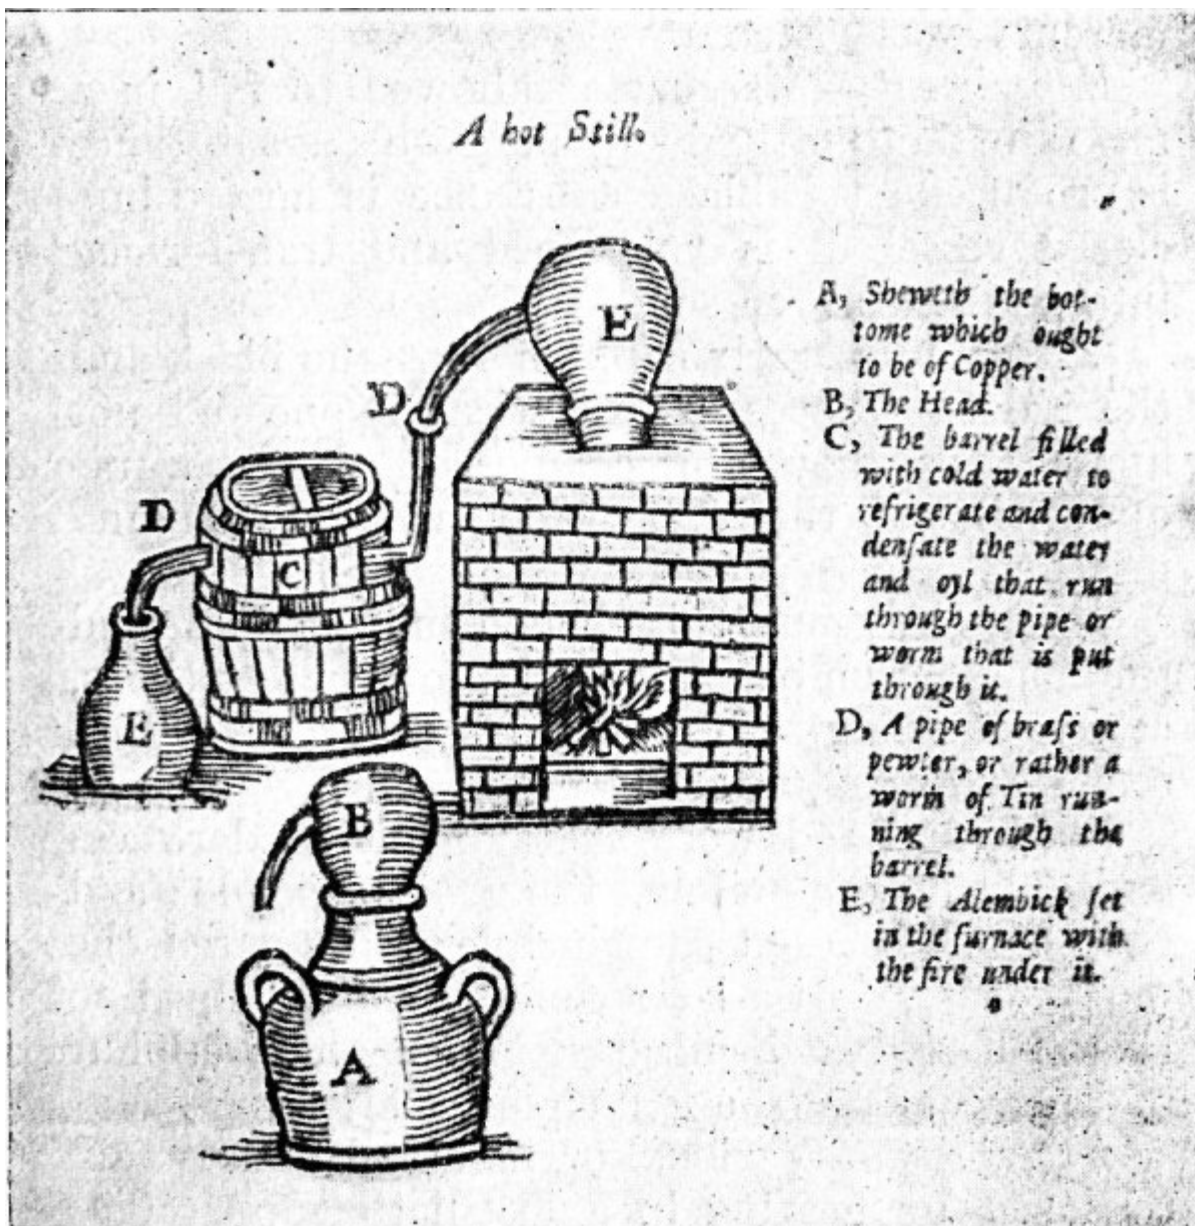 A hot Still.
E
D
D
C
E
B
A
A, Sheweth the bot-
tome which ought
to be of Copper.
B, The Head.
C, The barrel filled
with cold water to
refrigerate and con-
denſate the water
and oyl that run
through the pipe or
worm that is put
through it.
D, A pipe of braſs or
pewter, or rather a
worm of Tin run-
ning through the
barrel.
E, The Alembick ſet
in the furnace with
the fire under it.